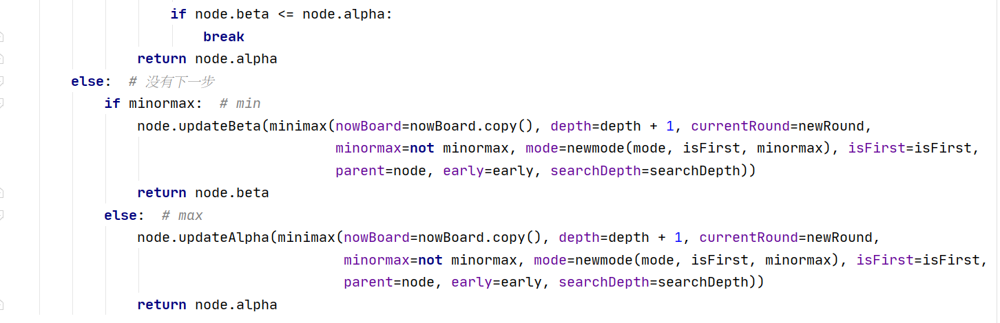 if node.beta <= node.alpha:
break
return node.alpha
else:  # 没有下一步
if minormax:  # min
node.updateBeta(minimax(nowBoard=nowBoard.copy(), depth=depth + 1, currentRound=newRound,
minormax=not minormax, mode=newmode(mode, isFirst, minormax), isFirst=isFirst,
parent=node, early=early, searchDepth=searchDepth))
return node.beta
else:  # max
node.updateAlpha(minimax(nowBoard=nowBoard.copy(), depth=depth + 1, currentRound=newRound,
minormax=not minormax, mode=newmode(mode, isFirst, minormax), isFirst=isFirst,
parent=node, early=early, searchDepth=searchDepth))
return node.alpha